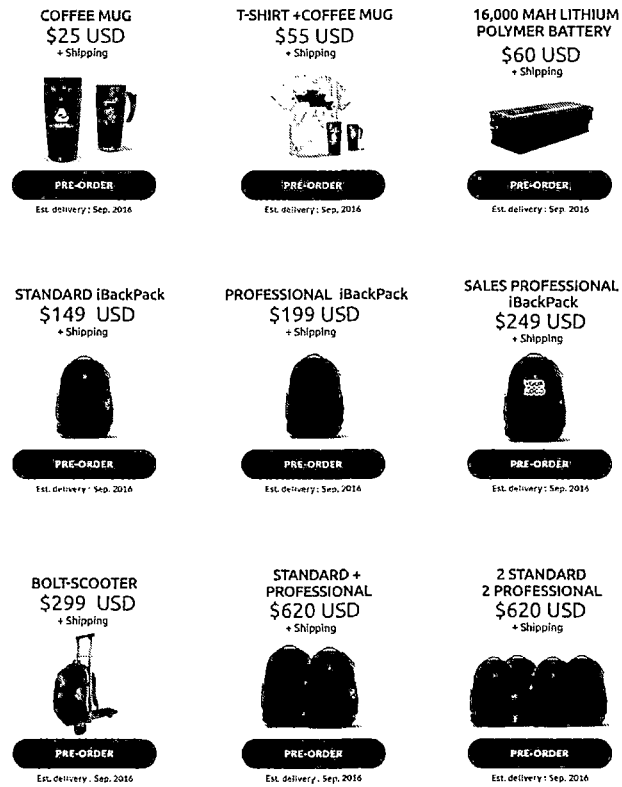 COFFEE MUG
$25 USD
+ Shipping
PRE-ORDER
Est. delivery : Sep. 2016
T-SHIRT +COFFEE MUG
$55 USD
+ Shipping
PRE-ORDER
Est. delivery : Sep. 2016
16,000 MAH LITHIUM
POLYMER BATTERY
$60 USD
+ Shipping
PRE-ORDER
Est. delivery : Sep. 2016
STANDARD iBackPack
$149 USD
+ Shipping
PRE-ORDER
Est. delivery : Sep. 2016
PROFESSIONAL iBackPack
$199 USD
+ Shipping
PRE-ORDER
Est. delivery : Sep. 2016
SALES PROFESSIONAL
iBackPack
$249 USD
+ Shipping
YOUR
LOGO
PRE-ORDER
Est. delivery : Sep. 2016
BOLT-SCOOTER
$299 USD
+ Shipping
PRE-ORDER
Est. delivery . Sep. 2016
STANDARD +
PROFESSIONAL
$620 USD
+ Shipping
PRE-ORDER
Est. delivery . Sep. 2016
2 STANDARD
2 PROFESSIONAL
$620 USD
+ Shipping
PRE-ORDER
Est. delivery : Sep. 2016